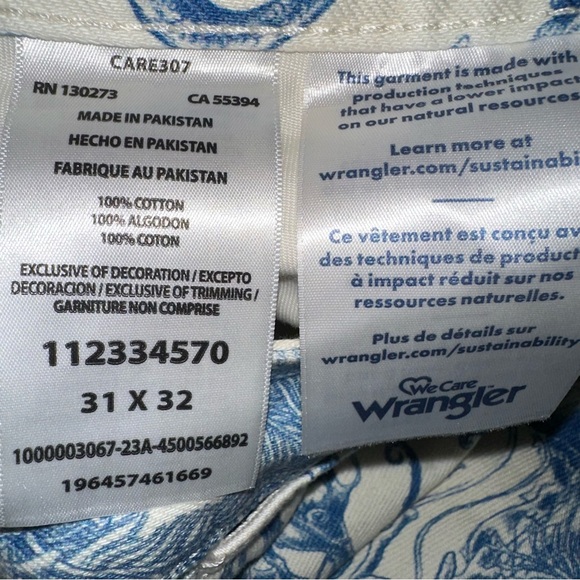 CARE307
RN 130273 CA 55394
MADE IN PAKISTAN
HECHO EN PAKISTAN
FABRIQUE AU PAKISTAN
100% COTTON
100% ALGODON
100% COTON
EXCLUSIVE OF DECORATION / EXCEPTO
DECORACION / EXCLUSIVE OF TRIMMING /
GARNITURE NON COMPRISE
112334570
31 X 32
1000003067-23A-4500566892
196457461669
This garment is made with
production techniques
that have a lower impact
on our natural resources
Learn more at
wrangler.com/sustainabi
Ce vêtement est conçu av
des techniques de product
à impact réduit sur nos
ressources naturelles.
Plus de détails sur
wrangler.com/sustainability
WeCare
Wrangler